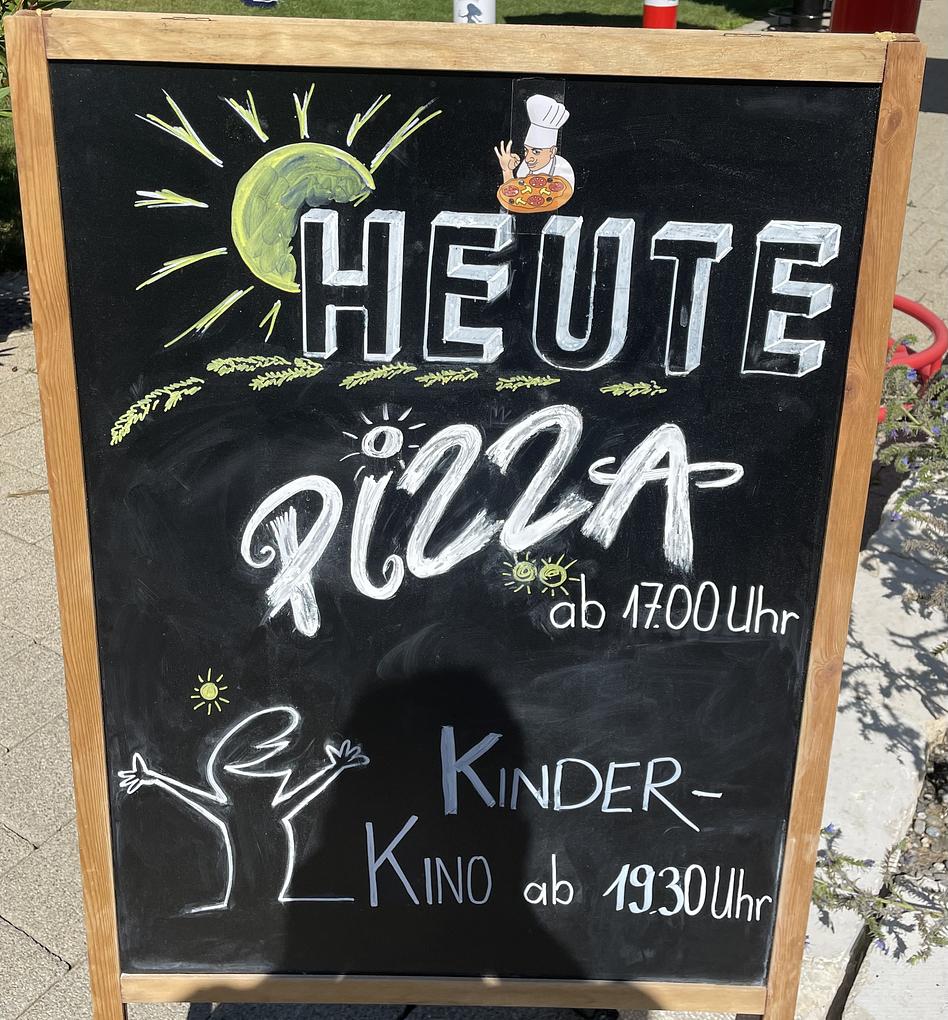 HEUTE
PiZZA
ab 17.00 Uhr
KINDER-
KINO ab 19.30 Uhr